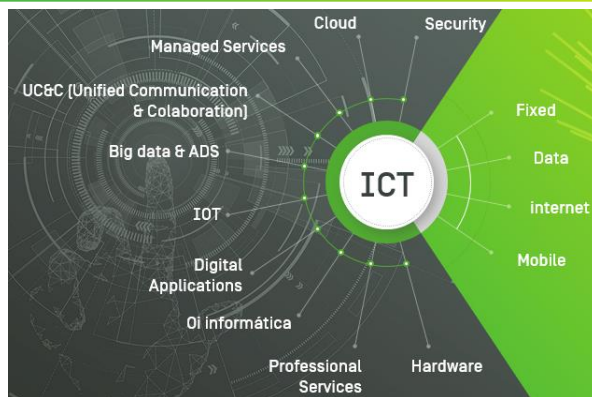 Cloud
Security
Managed Services
UC&C (Unified Communication
& Colaboration)
Fixed
Big data & ADS
Data
ICT
IOT
internet
Digital
Applications
Mobile
Oi informática
Professional
Services
Hardware